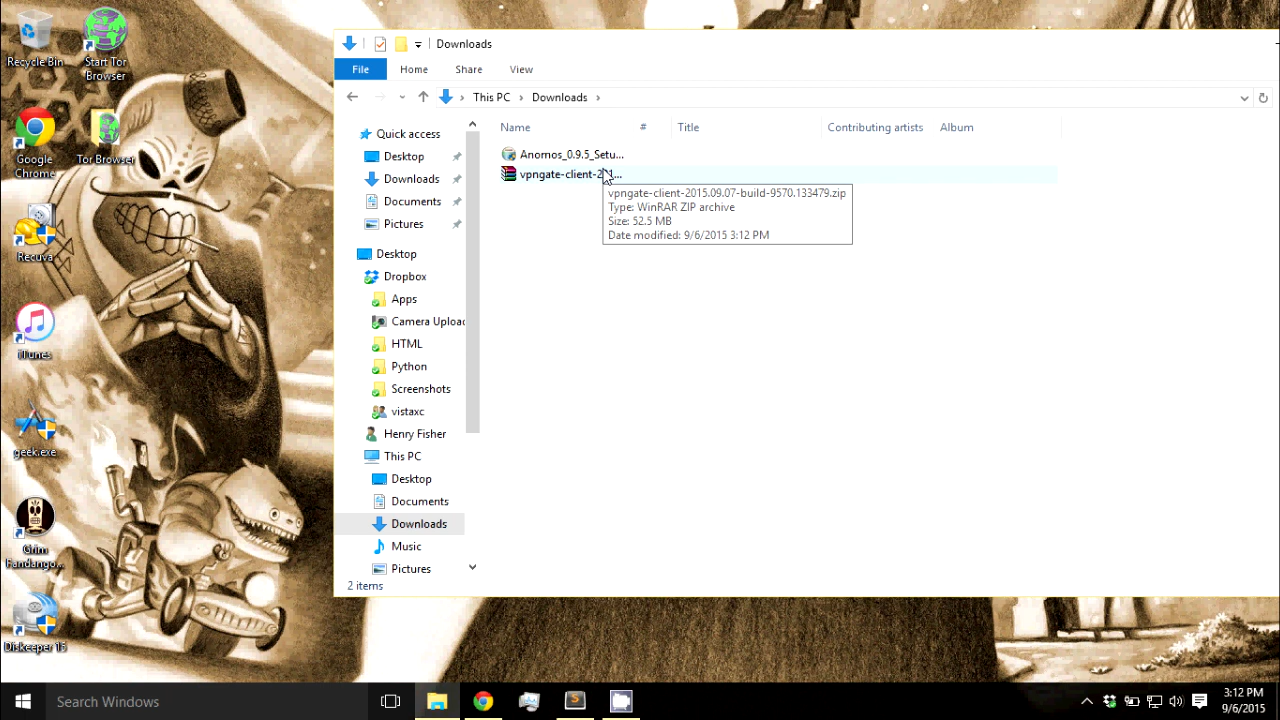 Recycle Bin
Start Tor
Browser
Google
Chrome
Tor Browser
Recuva
iTunes
geek.exe
Grim
Fandango...
Diskeeper 15
Downloads
File
Home
Share
View
This PC
Downloads
Name
#
Title
Contributing artists
Album
Anornos_0.9.5_Setu...
vpngate-client-201...
vpngate-client-2015.09.07-build-9570.133479.zip
Type: WinRAR ZIP archive
Size: 52.5 MB
Date modified: 9/6/2015 3:12 PM
Quick access
Desktop
Downloads
Documents
Pictures
Desktop
Dropbox
Apps
Camera Upload
HTML
Python
Screenshots
vistaxc
Henry Fisher
This PC
Desktop
Documents
Downloads
Music
Pictures
2 items
Search Windows
3:12 PM
9/6/2015